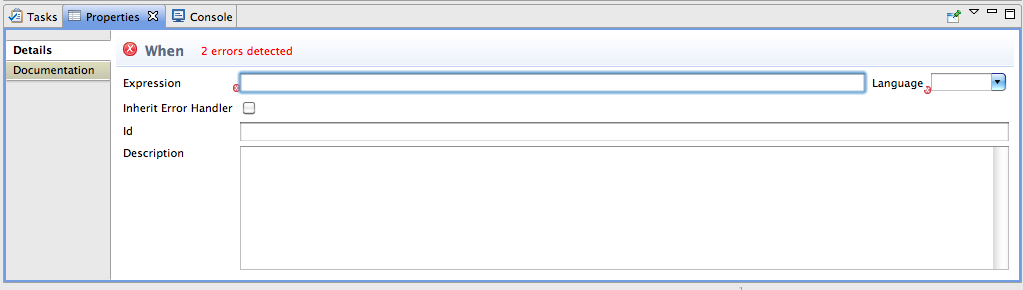 Tasks Properties Console
Details
Documentation
When 2 errors detected
Expression Language
Inherit Error Handler
Id
Description